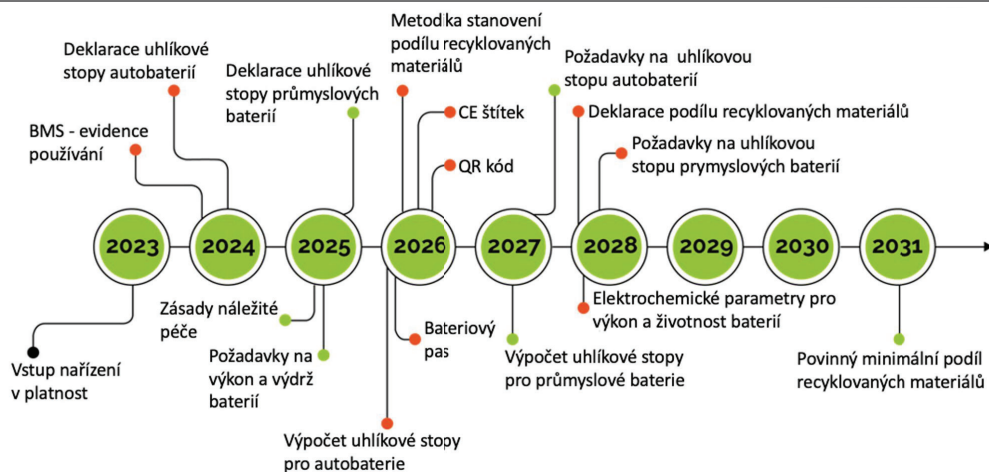 Deklarace uhlíkové
stopy autobaterií
BMS - evidence
používání
Deklarace uhlíkové
stopy průmyslových
baterií
Metodika stanovení
podílu recyklovaných
materiálů
CE štítek
QR kód
Požadavky na uhlíkovou
stopu autobaterií
Deklarace podílu recyklovaných materiálů
Požadavky na uhlíkovou
stopu prymyslových baterií
2023
2024
2025
2026
2027
2028
2029
2030
2031
Vstup nařízení
v platnost
Zásady náležité
péče
Požadavky na
výkon a výdrž
baterií
Výpočet uhlíkové stopy
pro autobaterie
Bateriový
pas
Výpočet uhlíkové stopy
pro průmyslové baterie
Elektrochemické parametry pro
výkon a životnost baterií
Povinný minimální podíl
recyklovaných materiálů